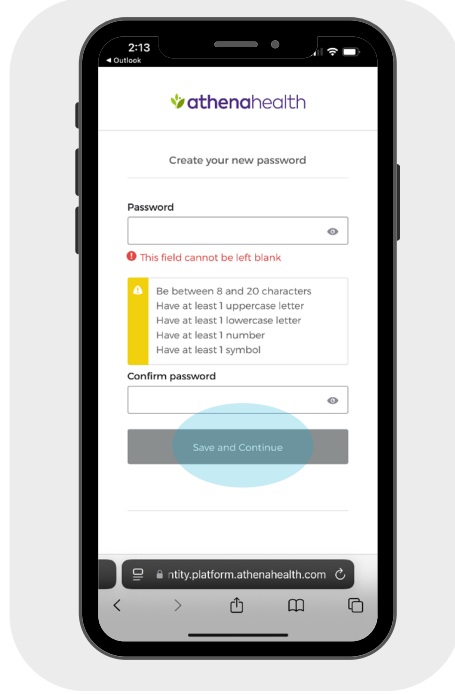 2:13
◀ Outlook
athenahealth
Create your new password
Password
This field cannot be left blank
Be between 8 and 20 characters
Have at least 1 uppercase letter
Have at least 1 lowercase letter
Have at least 1 number
Have at least 1 symbol
Confirm password
Save and Continue
ntity.platform.athenahealth.com